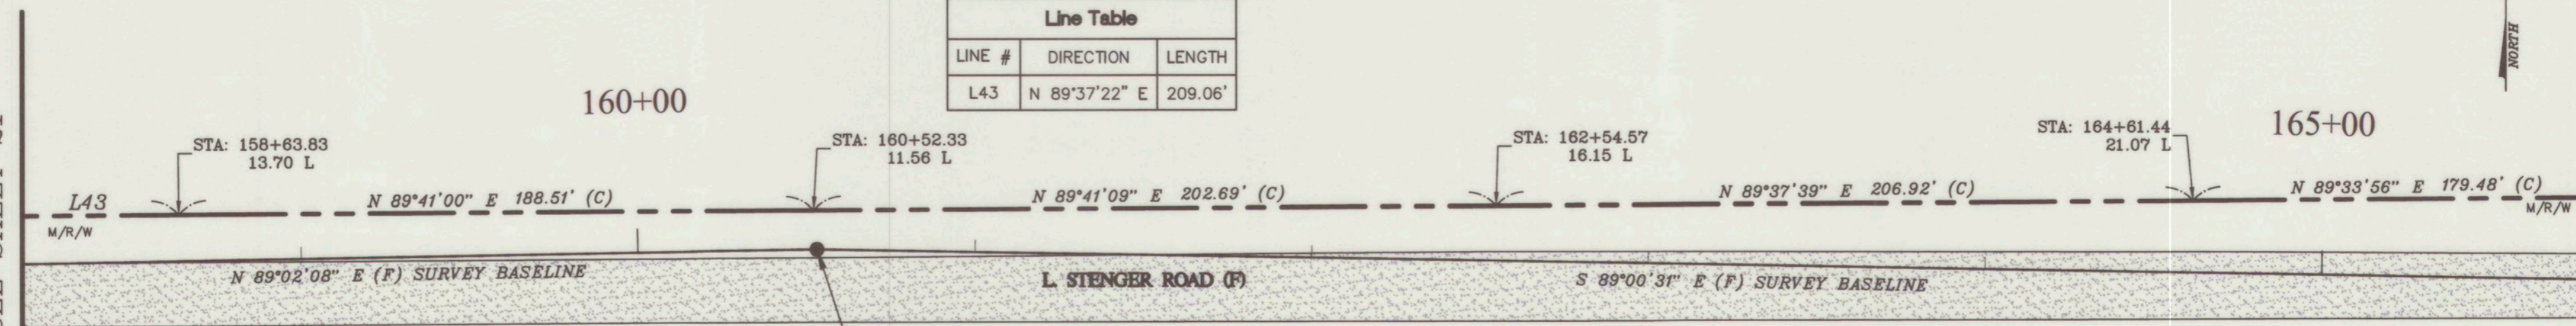 Line Table
LINE # DIRECTION LENGTH
L43 N 89°37'22" E 209.06'
NORTH
160+00
165+00
STA: 158+63.83
13.70 L
STA: 160+52.33
11.56 L
STA: 162+54.57
16.15 L
STA: 164+61.44
21.07 L
L43
N 89°41'00" E 188.51' (C)
N 89°41'09" E 202.69' (C)
N 89°37'39" E 206.92' (C)
N 89°33'56" E 179.48' (C)
M/R/W
M/R/W
N 89°02'08" E (F) SURVEY BASELINE
L. STENGER ROAD (F)
S 89°00'31" E (F) SURVEY BASELINE